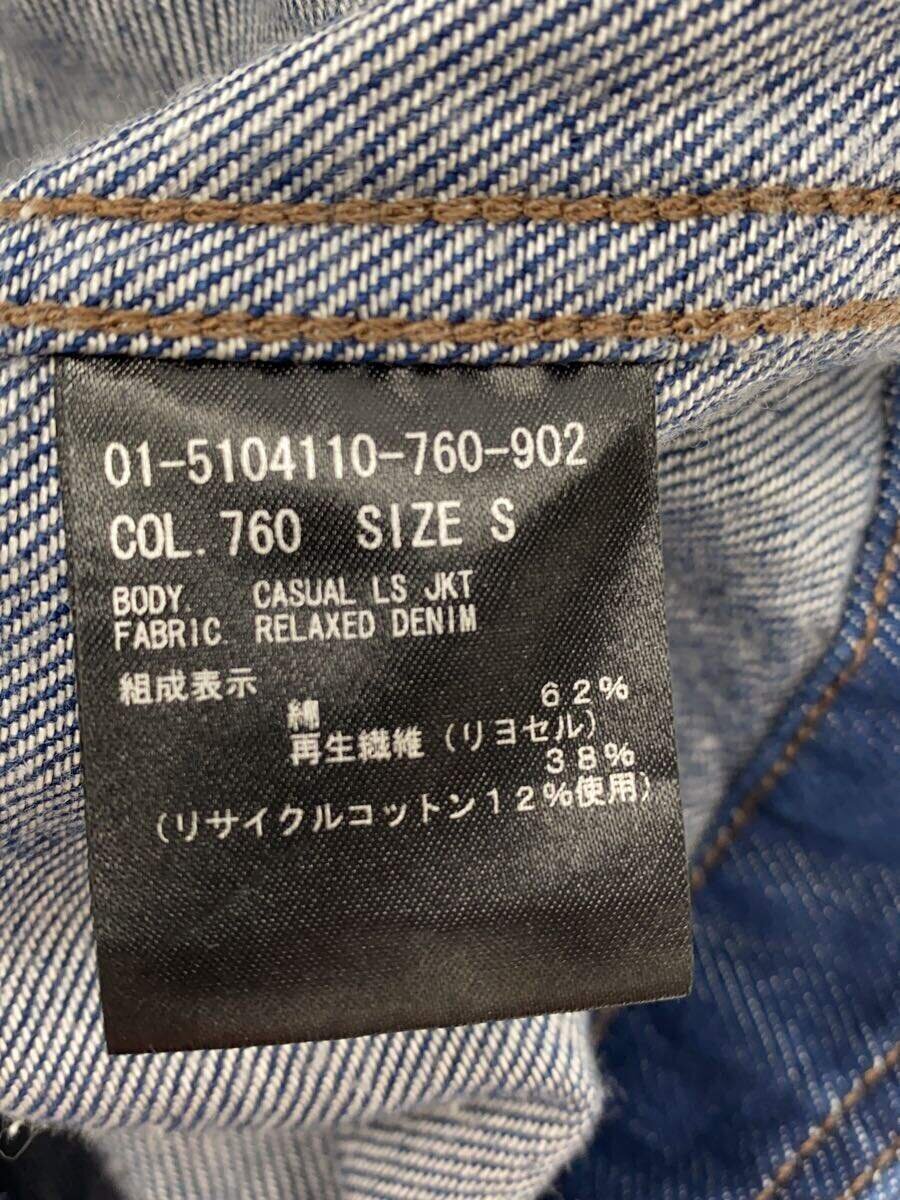 01-5104110-760-902
COL. 760 SIZE S
BODY. CASUAL LS JKT
FABRIC. RELAXED DENIM
組成表示
綿 62%
再生繊維(リヨセル)
38%
(リサイクルコットン12%使用)